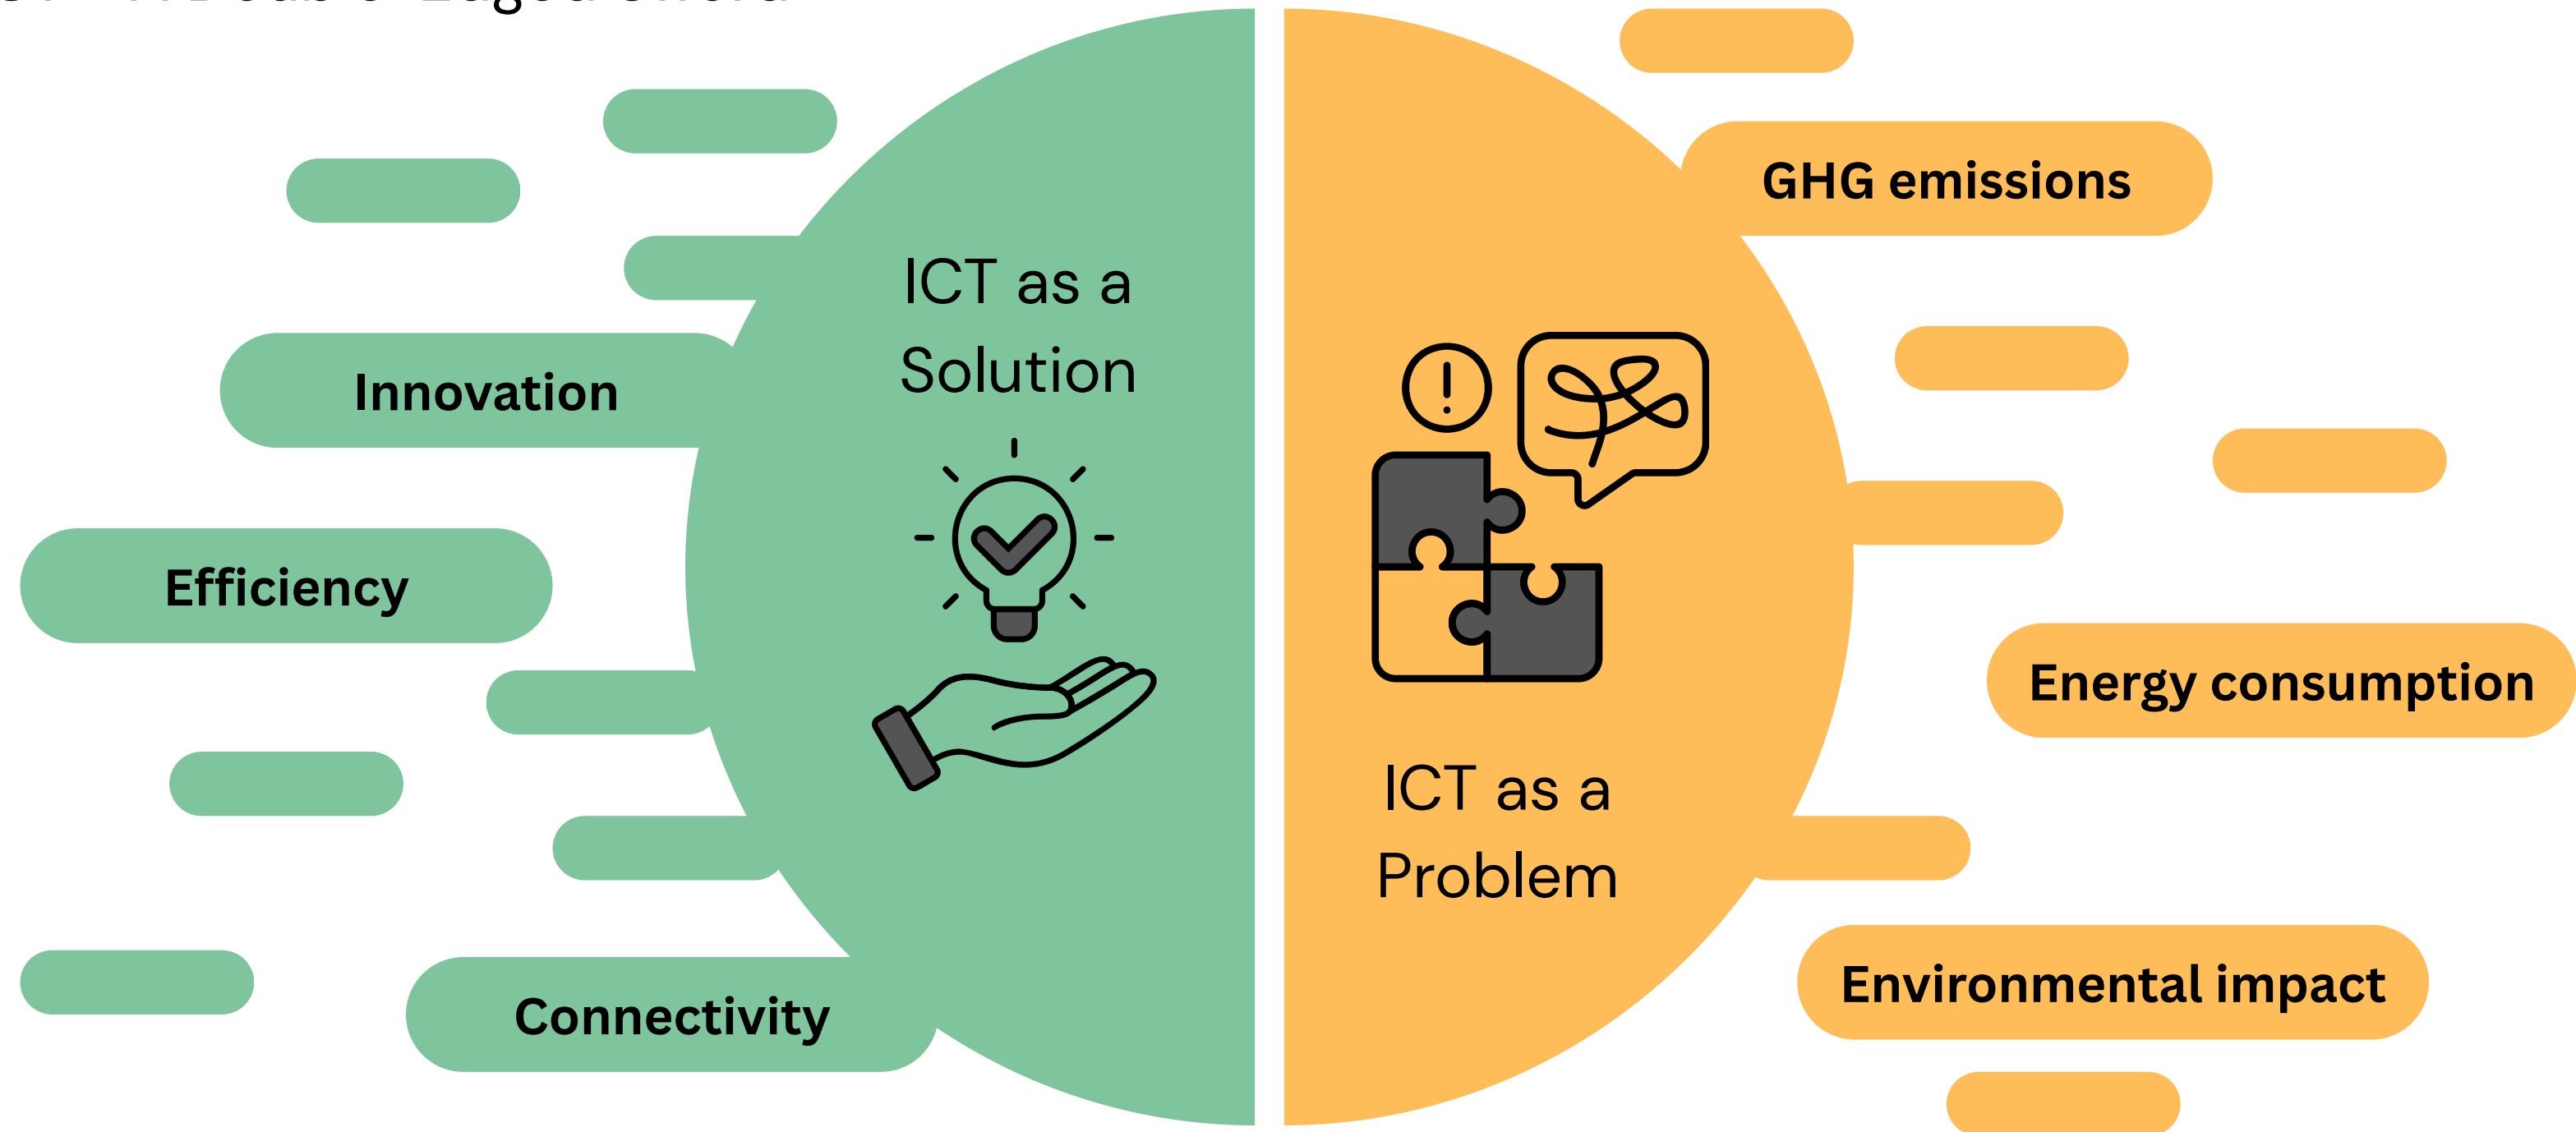 ICT as a
Solution
Innovation
Efficiency
Connectivity
GHG emissions
ICT as a
Problem
Energy consumption
Environmental impact